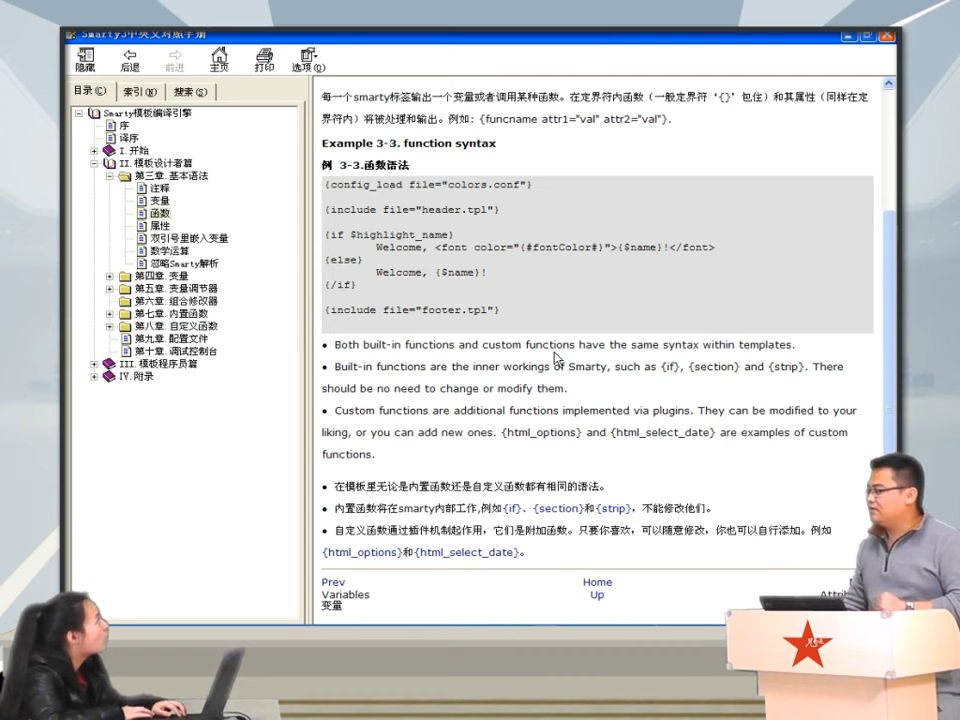 Smarty3中英文对照手册
隐藏 后退 前进 主页 打印 选项(O)
目录(C) 索引(N) 搜索(S)
Smarty模板编译引擎
序
译序
I.开始
II.模板设计者篇
第三章.基本语法
注释
变量
函数
属性
双引号里嵌入变量
数学运算
忽略Smarty解析
第四章.变量
第五章.变量调节器
第六章.组合修改器
第七章.内置函数
第八章.自定义函数
第九章.配置文件
第十章.调试控制台
III.模板程序员篇
IV.附录
每一个smarty标签输出一个变量或者调用某种函数。在定界符内函数（一般定界符‘{}’包住）和其属性（同样在定
界符内）将被处理和输出。例如: {funcname attr1="val" attr2="val"}.
Example 3-3. function syntax
例 3-3.函数语法
{config_load file="colors.conf"}
{include file="header.tpl"}
{if $highlight_name}
Welcome, <font color="{#fontColor#}">{$name}!</font>
{else}
Welcome, {$name}!
{/if}
{include file="footer.tpl"}
• Both built-in functions and custom functions have the same syntax within templates.
• Built-in functions are the inner workings of Smarty, such as {if}, {section} and {strip}. There
should be no need to change or modify them.
• Custom functions are additional functions implemented via plugins. They can be modified to your
liking, or you can add new ones. {html_options} and {html_select_date} are examples of custom
functions.
• 在模板里无论是内置函数还是自定义函数都有相同的语法。
• 内置函数将在smarty内部工作,例如{if}、{section}和{strip}，不能修改他们。
• 自定义函数通过插件机制起作用，它们是附加函数。只要你喜欢，可以随意修改，你也可以自行添加。例如
{html_options}和{html_select_date}。
Prev Home
Variables Up
变量